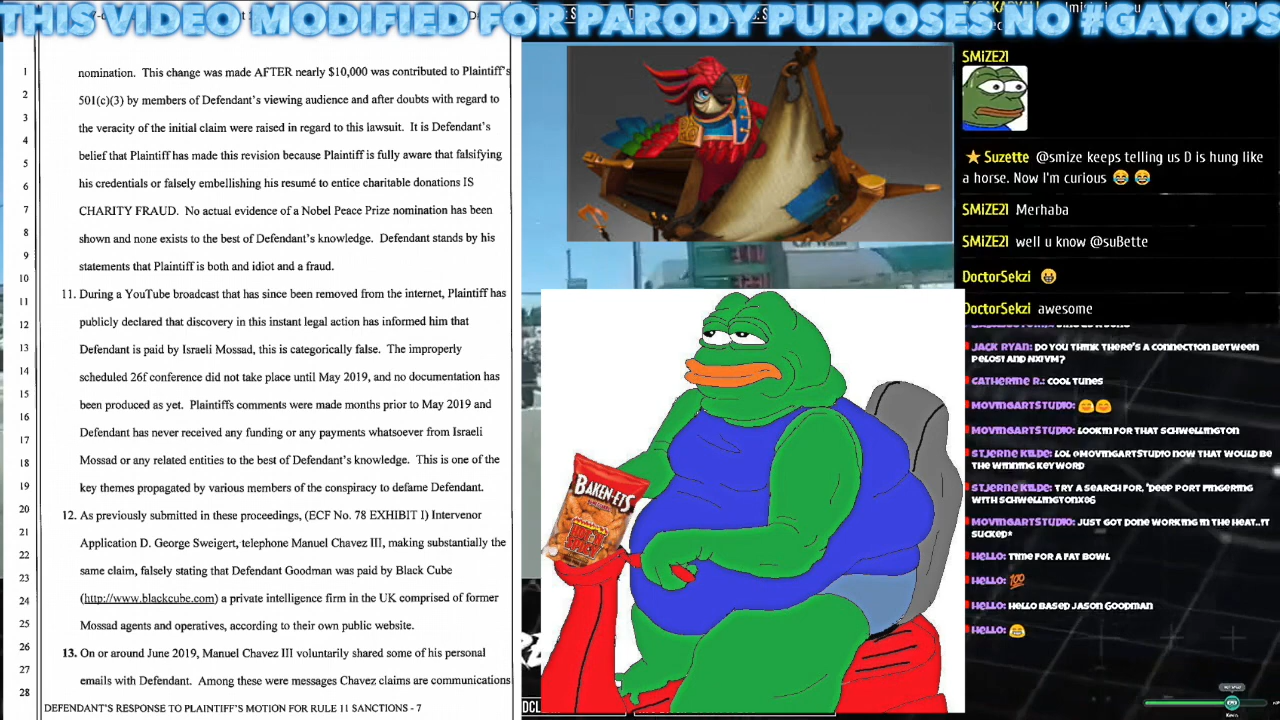 THIS VIDEO MODIFIED FOR PARODY PURPOSES NO #GAYOPS
1 nomination. This change was made AFTER nearly $10,000 was contributed to Plaintiff's
2 501(c)(3) by members of Defendant's viewing audience and after doubts with regard to
3 the veracity of the initial claim were raised in regard to this lawsuit. It is Defendant's
4 belief that Plaintiff has made this revision because Plaintiff is fully aware that falsifying
5
6 his credentials or falsely embellishing his resumé to entice charitable donations IS
7 CHARITY FRAUD. No actual evidence of a Nobel Peace Prize nomination has been
8 shown and none exists to the best of Defendant's knowledge. Defendant stands by his
9 statements that Plaintiff is both and idiot and a fraud.
10
11 11. During a YouTube broadcast that has since been removed from the internet, Plaintiff has
12 publicly declared that discovery in this instant legal action has informed him that
13 Defendant is paid by Israeli Mossad, this is categorically false. The improperly
14 scheduled 26f conference did not take place until May 2019, and no documentation has
15 been produced as yet. Plaintiffs comments were made months prior to May 2019 and
16
17 Defendant has never received any funding or any payments whatsoever from Israeli
18 Mossad or any related entities to the best of Defendant's knowledge. This is one of the
19 key themes propagated by various members of the conspiracy to defame Defendant.
20 12. As previously submitted in these proceedings, (ECF No. 78 EXHIBIT I) Intervenor
21 Application D. George Sweigert, telephoned Manuel Chavez III, making substantially the
22
23 same claim, falsely stating that Defendant Goodman was paid by Black Cube
24 (http://www.blackcube.com) a private intelligence firm in the UK comprised of former
25 Mossad agents and operatives, according to their own public website.
26 13. On or around June 2019, Manuel Chavez III voluntarily shared some of his personal
27 emails with Defendant. Among these were messages Chavez claims are communications
28
DEFENDANT'S RESPONSE TO PLAINTIFF'S MOTION FOR RULE 11 SANCTIONS - 7
BAKEN-ETS
SMiZE21
Suzette @smize keeps telling us D is hung like
a horse. Now I'm curious 😂 😂
SMiZE21 Merhaba
SMiZE21 well u know @suBette
DoctorSekzi 😁
DoctorSekzi awesome
JACK RYAN: DO YOU THINK THERE'S A CONNECTION BETWEEN
PELOSI AND NXIVM?
CATHERINE R.: COOL TUNES
MOVINGARTSTUDIO: 😊😊
MOVINGARTSTUDIO: LOOKIN FOR THAT SCHWELLINGTON
STJERNE KILDE: LOL @MOVINGARTSTUDIO NOW THAT WOULD BE
THE WINNING KEYWORD
STJERNE KILDE: TRY A SEARCH FOR, 'DEEP PORT FINGERING
WITH SCHWELLINGTONX06
MOVINGARTSTUDIO: JUST GOT DONE WORKING IN THE HEAT..IT
SUCKED*
HELLO: TIME FOR A FAT BOWL
HELLO: 💯
HELLO: HELLO BASED JASON GOODMAN
HELLO: 😂